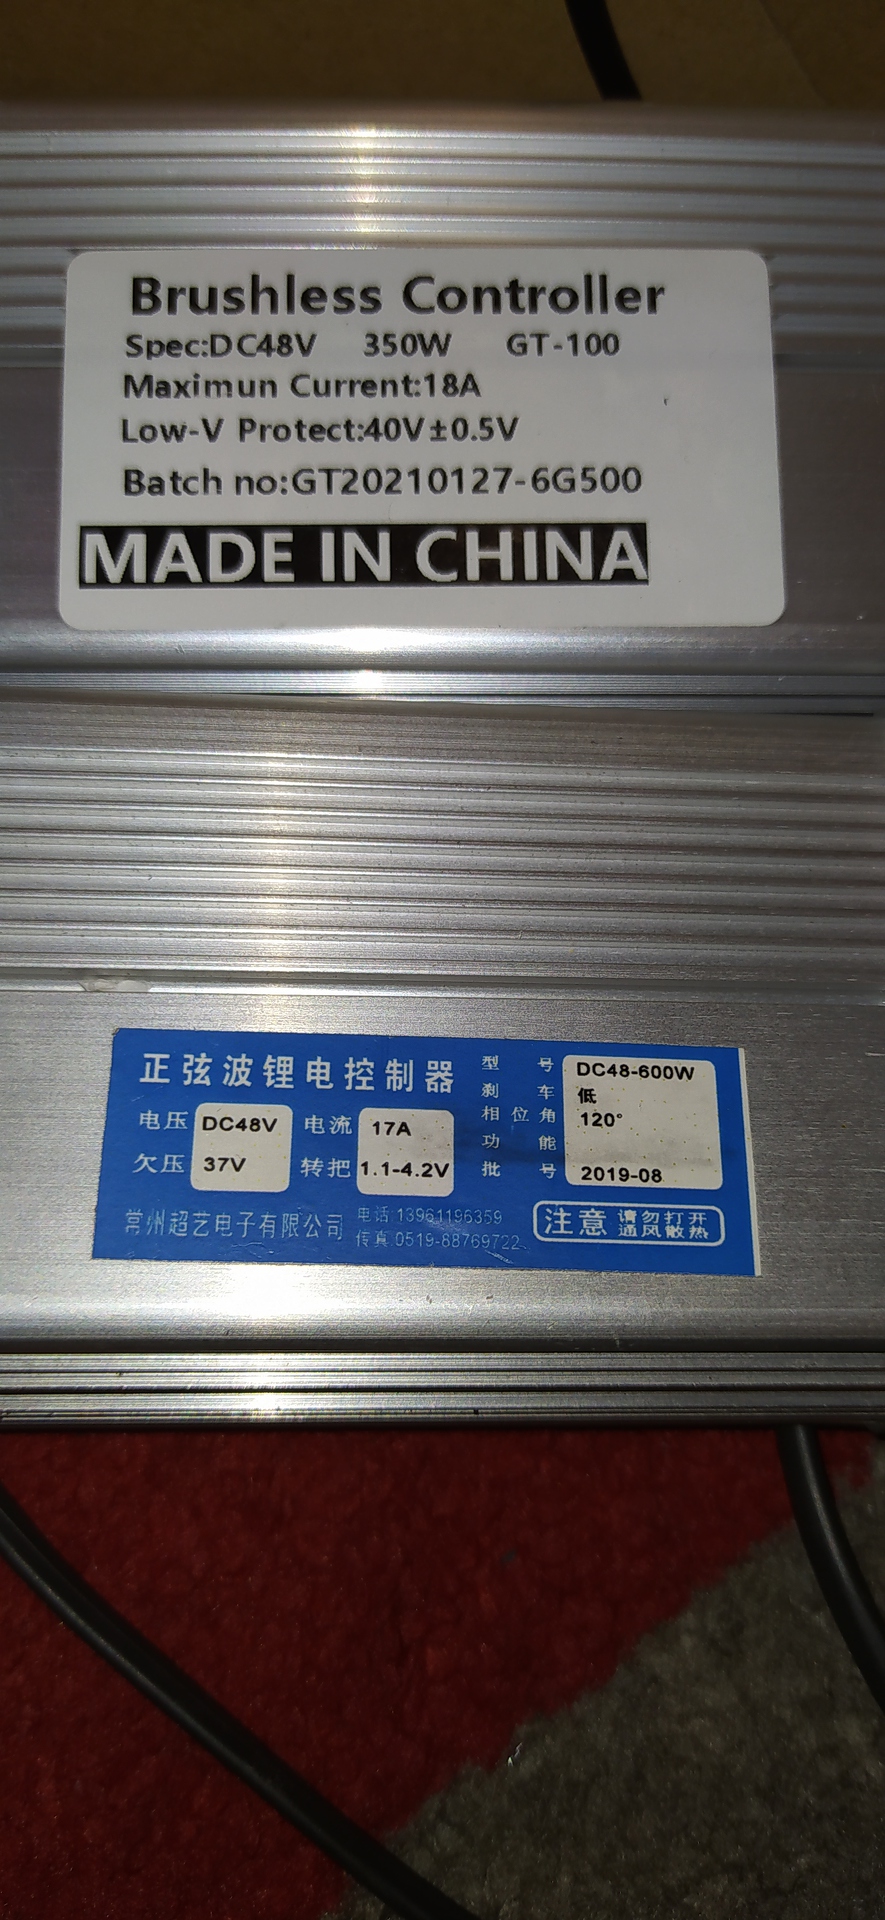 Brushless Controller
Spec:DC48V 350W GT-100
Maximun Current:18A
Low-V Protect:40V±0.5V
Batch no:GT20210127-6G500
MADE IN CHINA
正弦波锂电控制器
电压 DC48V 电流 17A
欠压 37V 转把 1.1-4.2V
型号 DC48-600W
刹车 低
相位角 120°
功能
批号 2019-08
常州超艺电子有限公司
电话 13961196359
传真 0519-88769722
注意 请勿打开
通风散热